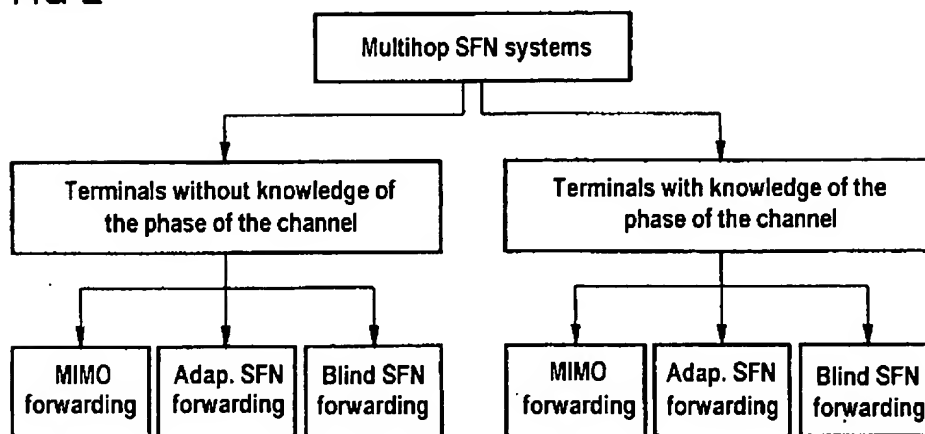 Multihop SFN systems
Terminals without knowledge of
the phase of the channel
Terminals with knowledge of the
phase of the channel
MIMO
forwarding
Adap. SFN
forwarding
Blind SFN
forwarding
MIMO
forwarding
Adap. SFN
forwarding
Blind SFN
forwarding